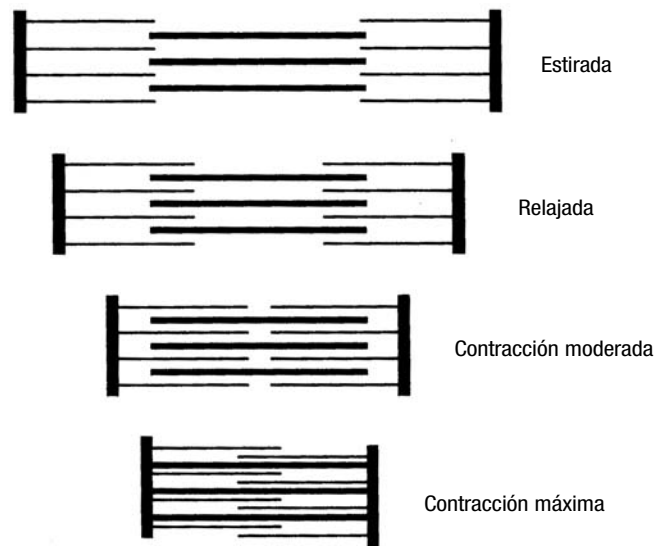 Estirada
Relajada
Contracción moderada
Contracción máxima